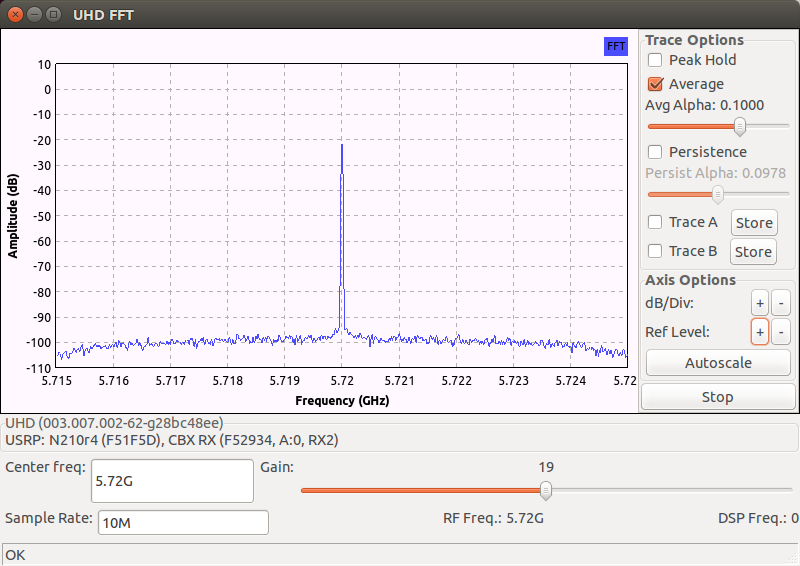 UHD FFT
FFT
Trace Options
Peak Hold
Average
Avg Alpha: 0.1000
Persistence
Persist Alpha: 0.0978
Trace A Store
Trace B Store
Axis Options
dB/Div: + -
Ref Level: + -
Autoscale
Stop
10
0
-10
-20
-30
-40
-50
-60
-70
-80
-90
-100
-110
Amplitude (dB)
5.715 5.716 5.717 5.718 5.719 5.72 5.721 5.722 5.723 5.724 5.72
Frequency (GHz)
UHD (003.007.002-62-g28bc48ee)
USRP: N210r4 (F51F5D), CBX RX (F52934, A:0, RX2)
Center freq: 5.72G Gain: 19
Sample Rate: 10M RF Freq.: 5.72G DSP Freq.: 0
OK